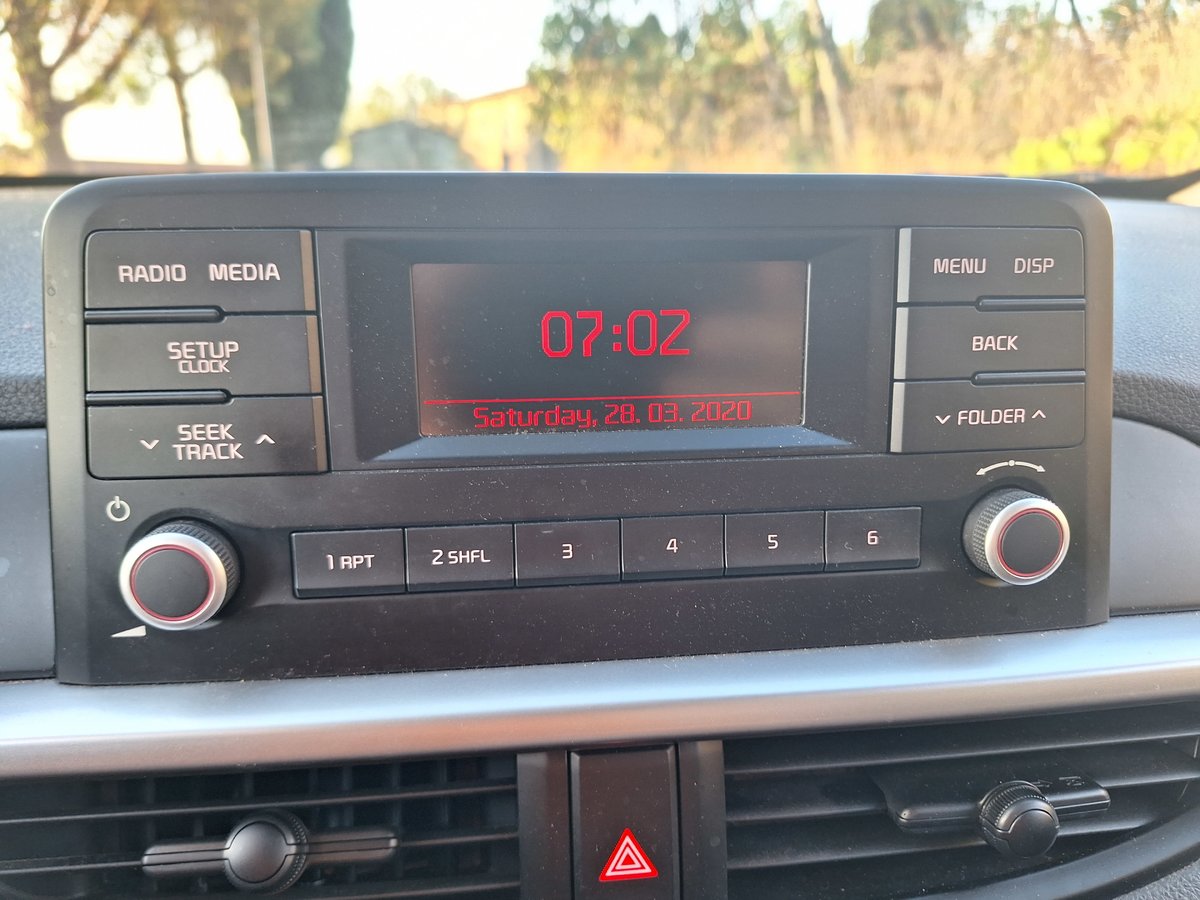 RADIO MEDIA
SETUP
CLOCK
SEEK
TRACK
07:02
Saturday, 28. 03. 2020
MENU DISP
BACK
FOLDER
1 RPT
2 SHFL
3
4
5
6